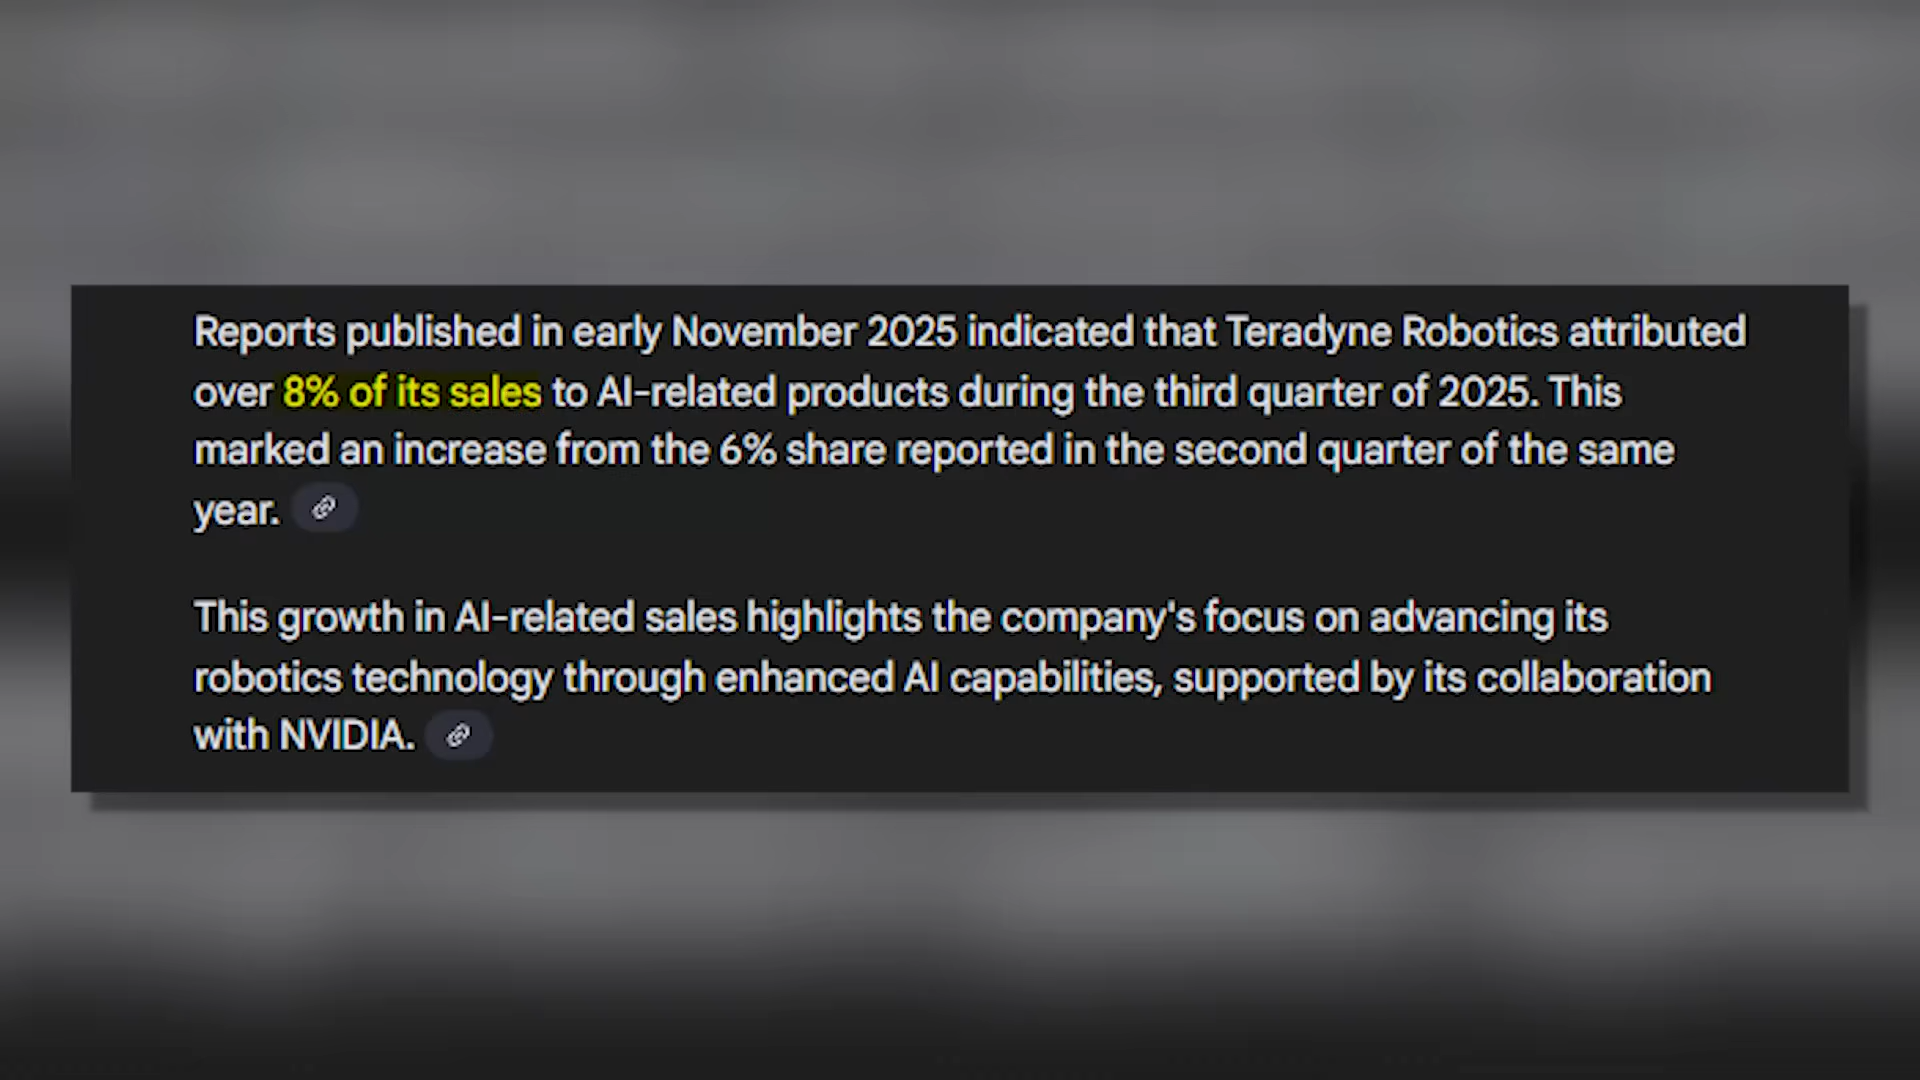 Reports published in early November 2025 indicated that Teradyne Robotics attributed
over 8% of its sales to AI-related products during the third quarter of 2025. This
marked an increase from the 6% share reported in the second quarter of the same
year.
This growth in AI-related sales highlights the company's focus on advancing its
robotics technology through enhanced AI capabilities, supported by its collaboration
with NVIDIA.